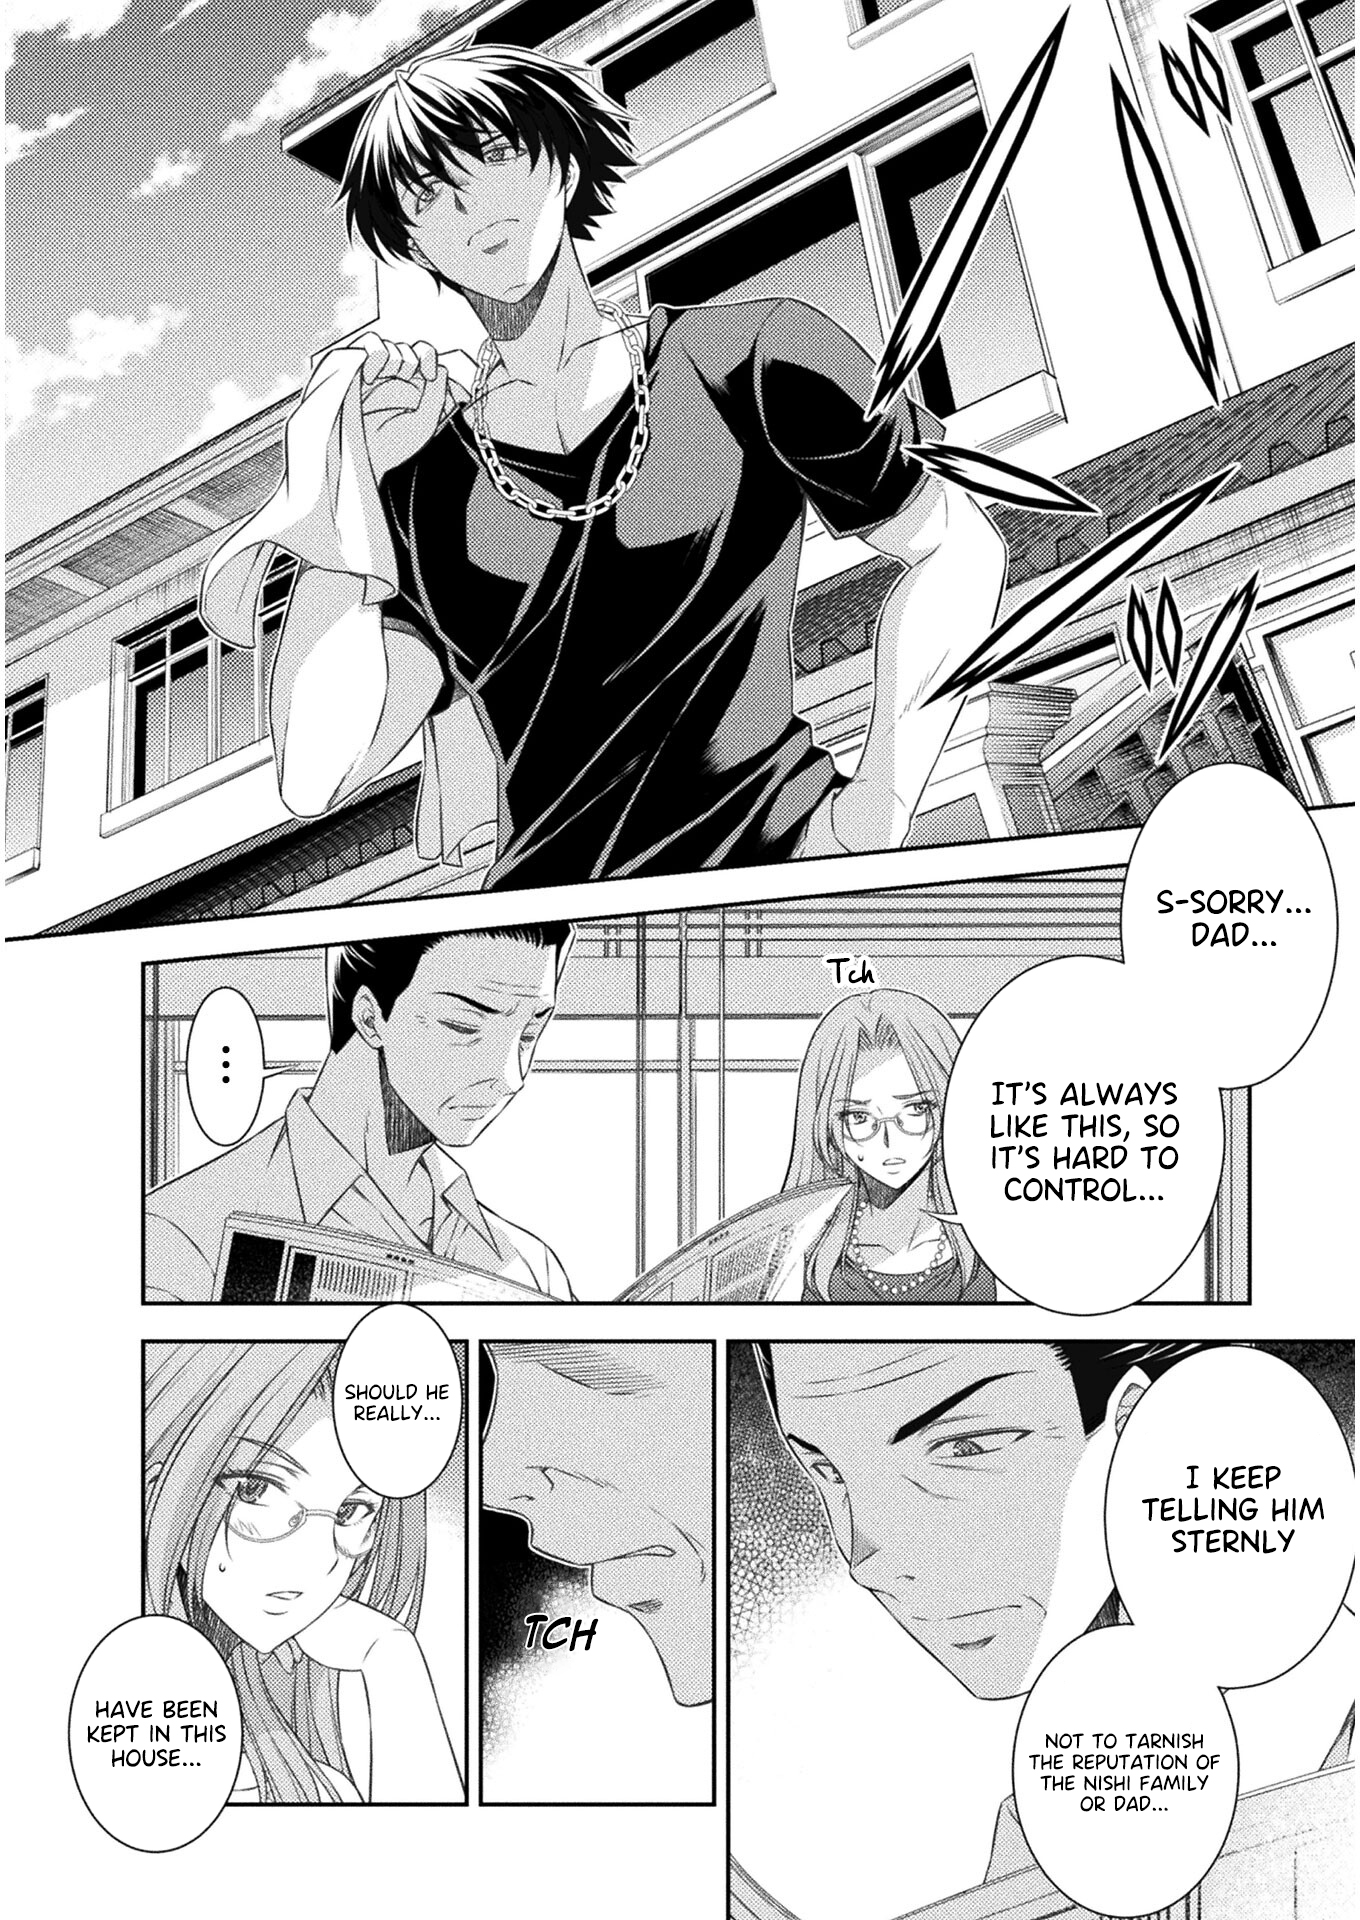 S-SORRY...
DAD...
IT'S ALWAYS
LIKE THIS, SO
IT'S HARD TO
CONTROL...
Tch
...
I KEEP
TELLING HIM
STERNLY
NOT TO TARNISH
THE REPUTATION OF
THE NISHI FAMILY
OR DAD...
TCH
SHOULD HE
REALLY...
HAVE BEEN
KEPT IN THIS
HOUSE...